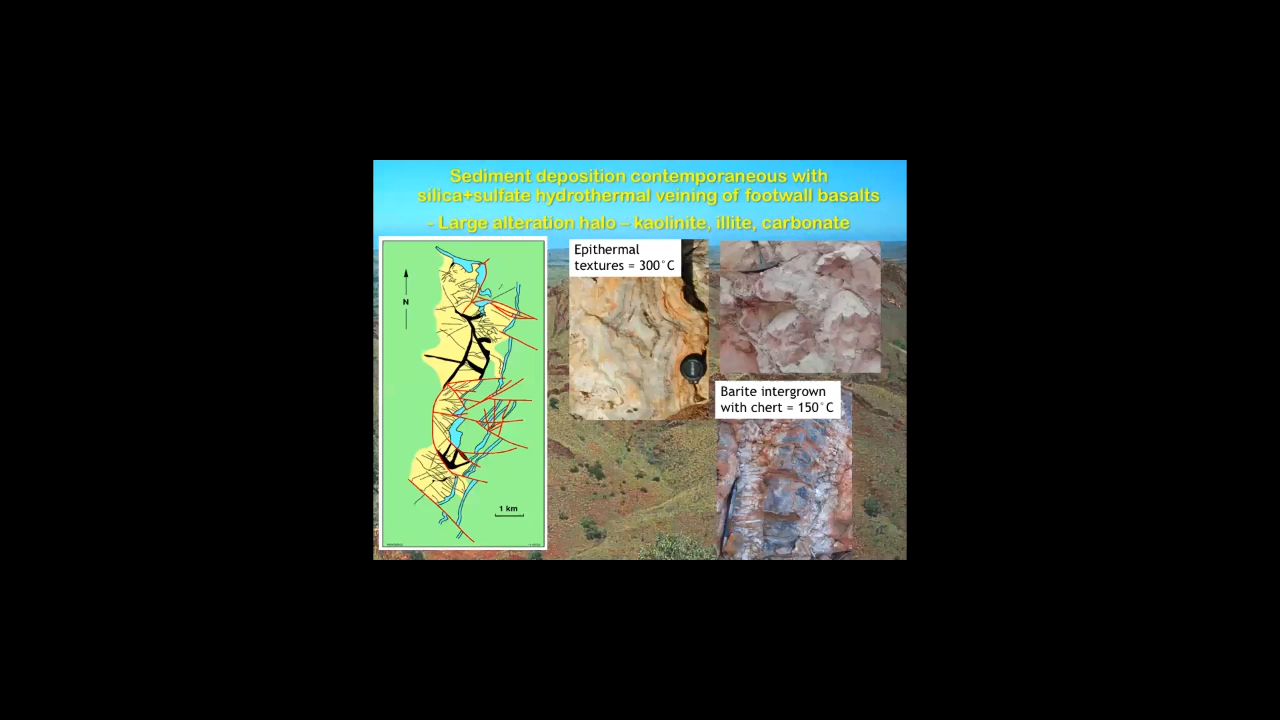 Sediment deposition contemporaneous with
silica+sulfate hydrothermal veining of footwall basalts
- Large alteration halo – kaolinite, illite, carbonate
Epithermal
textures = 300°C
N
Barite intergrown
with chert = 150°C
1 km